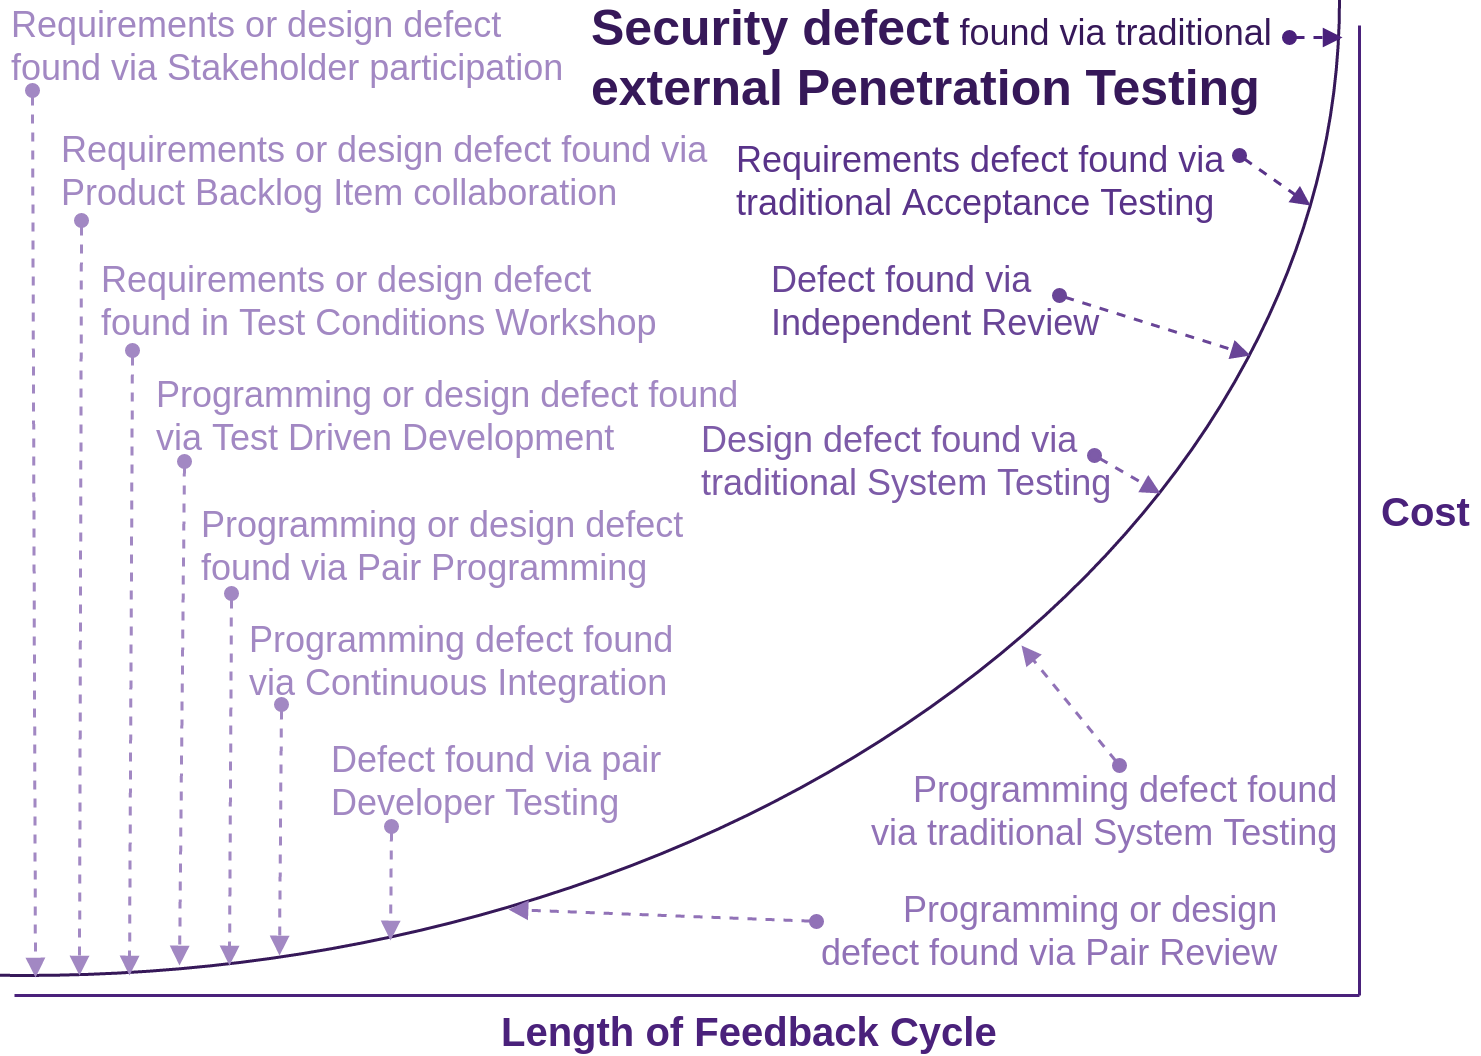 Requirements or design defect
found via Stakeholder participation
Security defect found via traditional
external Penetration Testing
Requirements or design defect found via
Product Backlog Item collaboration
Requirements defect found via
traditional Acceptance Testing
Requirements or design defect
found in Test Conditions Workshop
Defect found via
Independent Review
Programming or design defect found
via Test Driven Development
Design defect found via
traditional System Testing
Cost
Programming or design defect
found via Pair Programming
Programming defect found
via Continuous Integration
Defect found via pair
Developer Testing
Programming defect found
via traditional System Testing
Programming or design
defect found via Pair Review
Length of Feedback Cycle